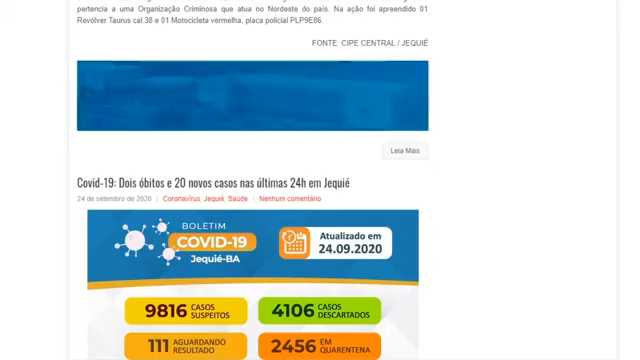 pertencia a uma Organização Criminosa que atua no Nordeste do país. Na ação foi apreendido 01
Revólver Taurus cal.38 e 01 Motocicleta vermelha, placa policial PLP9E86.
FONTE: CIPE CENTRAL / JEQUIÉ
Leia Mais
Covid-19: Dois óbitos e 20 novos casos nas últimas 24h em Jequié
24 de setembro de 2020 | Coronavírus, Jequié, Saúde | Nenhum comentário
BOLETIM
COVID-19
Jequié-BA
Atualizado em
24.09.2020
9816 CASOS SUSPEITOS
4106 CASOS DESCARTADOS
111 AGUARDANDO RESULTADO
2456 EM QUARENTENA